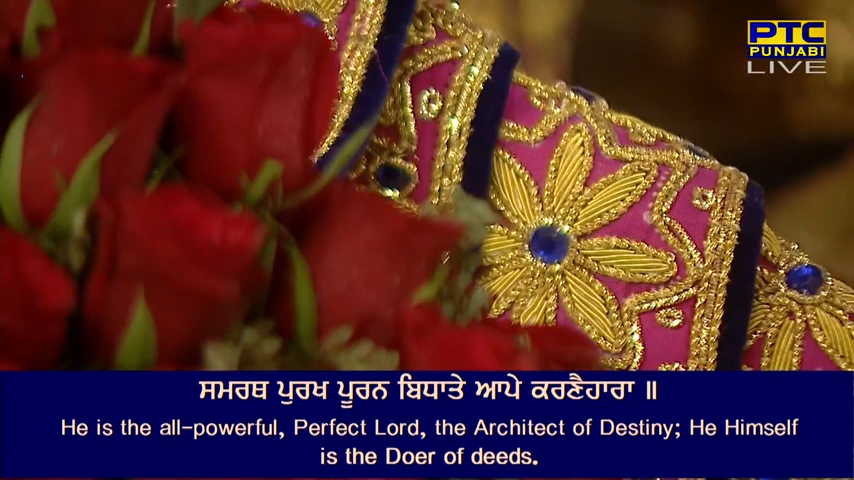 PTC
PUNJABI
LIVE
ਸਮਰਥ ਪੁਰਖ ਪੂਰਨ ਬਿਧਾਤੇ ਆਪੇ ਕਰਣੈਹਾਰਾ ॥
He is the all-powerful, Perfect Lord, the Architect of Destiny; He Himself
is the Doer of deeds.